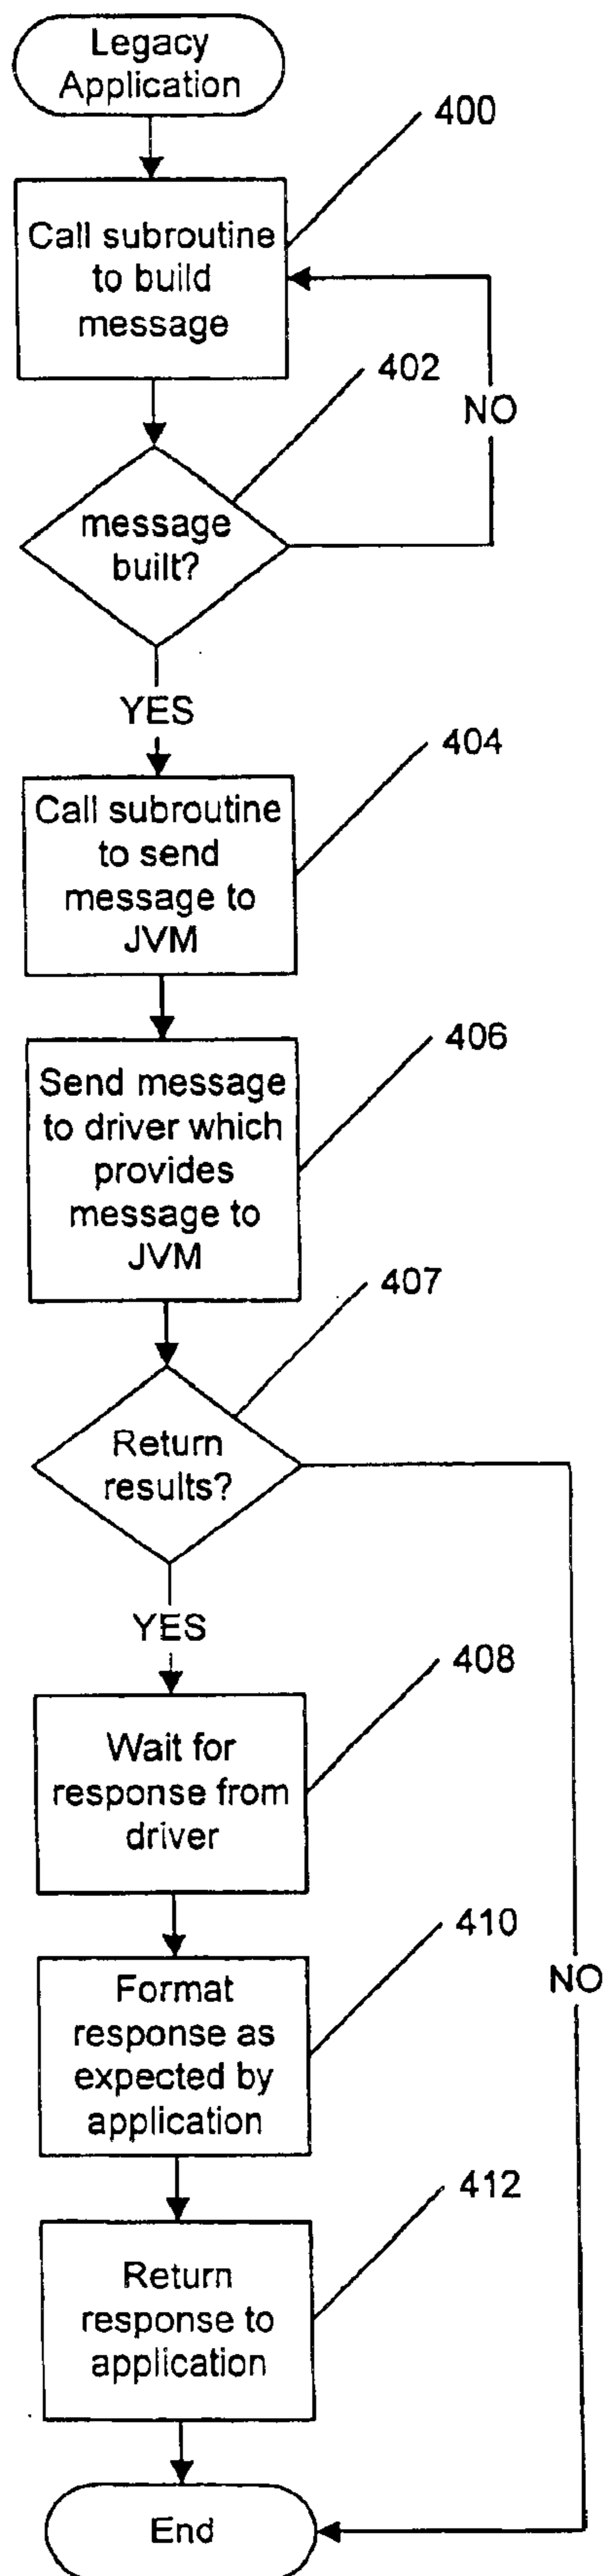 Legacy
Application
400
Call subroutine
to build
message
402
NO
message
built?
YES
404
Call subroutine
to send
message to
JVM
406
Send message
to driver which
provides
message to
JVM
407
Return
results?
YES
408
Wait for
response from
driver
410
Format
response as
expected by
application
NO
412
Return
response to
application
End